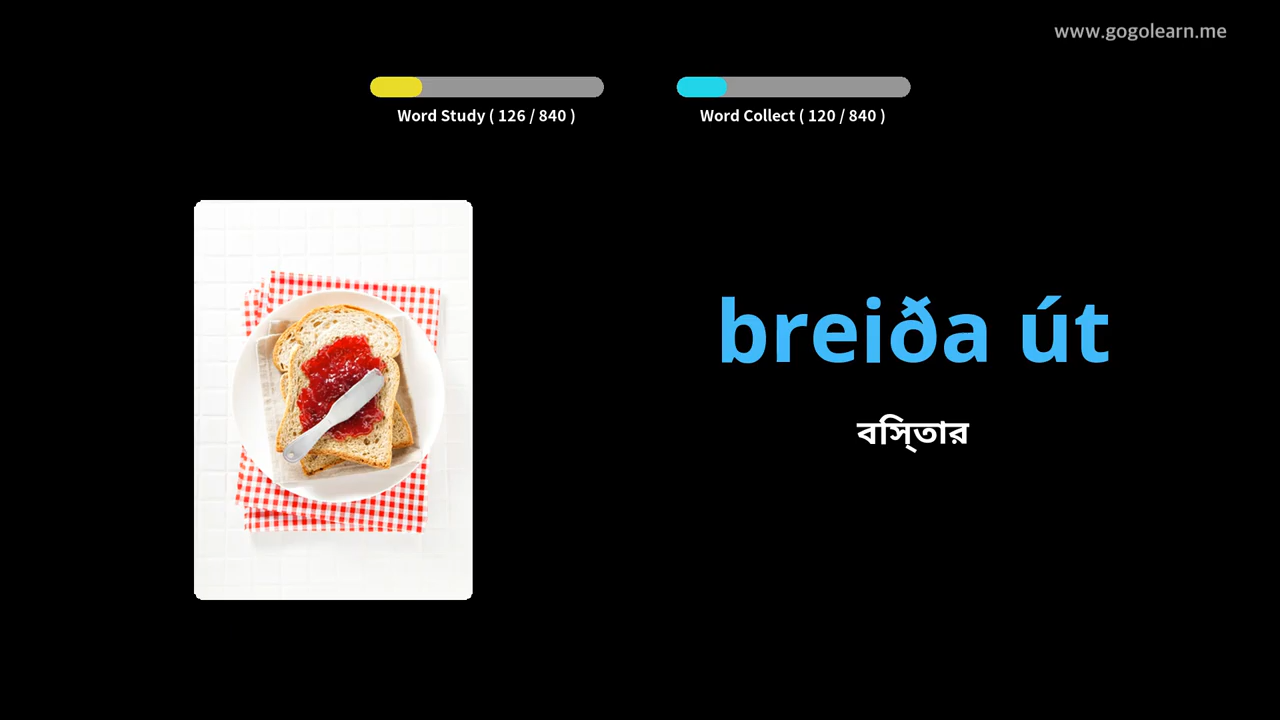 www.gogolearn.me
Word Study ( 126 / 840 )
Word Collect ( 120 / 840 )
breiða út
বিস্তার